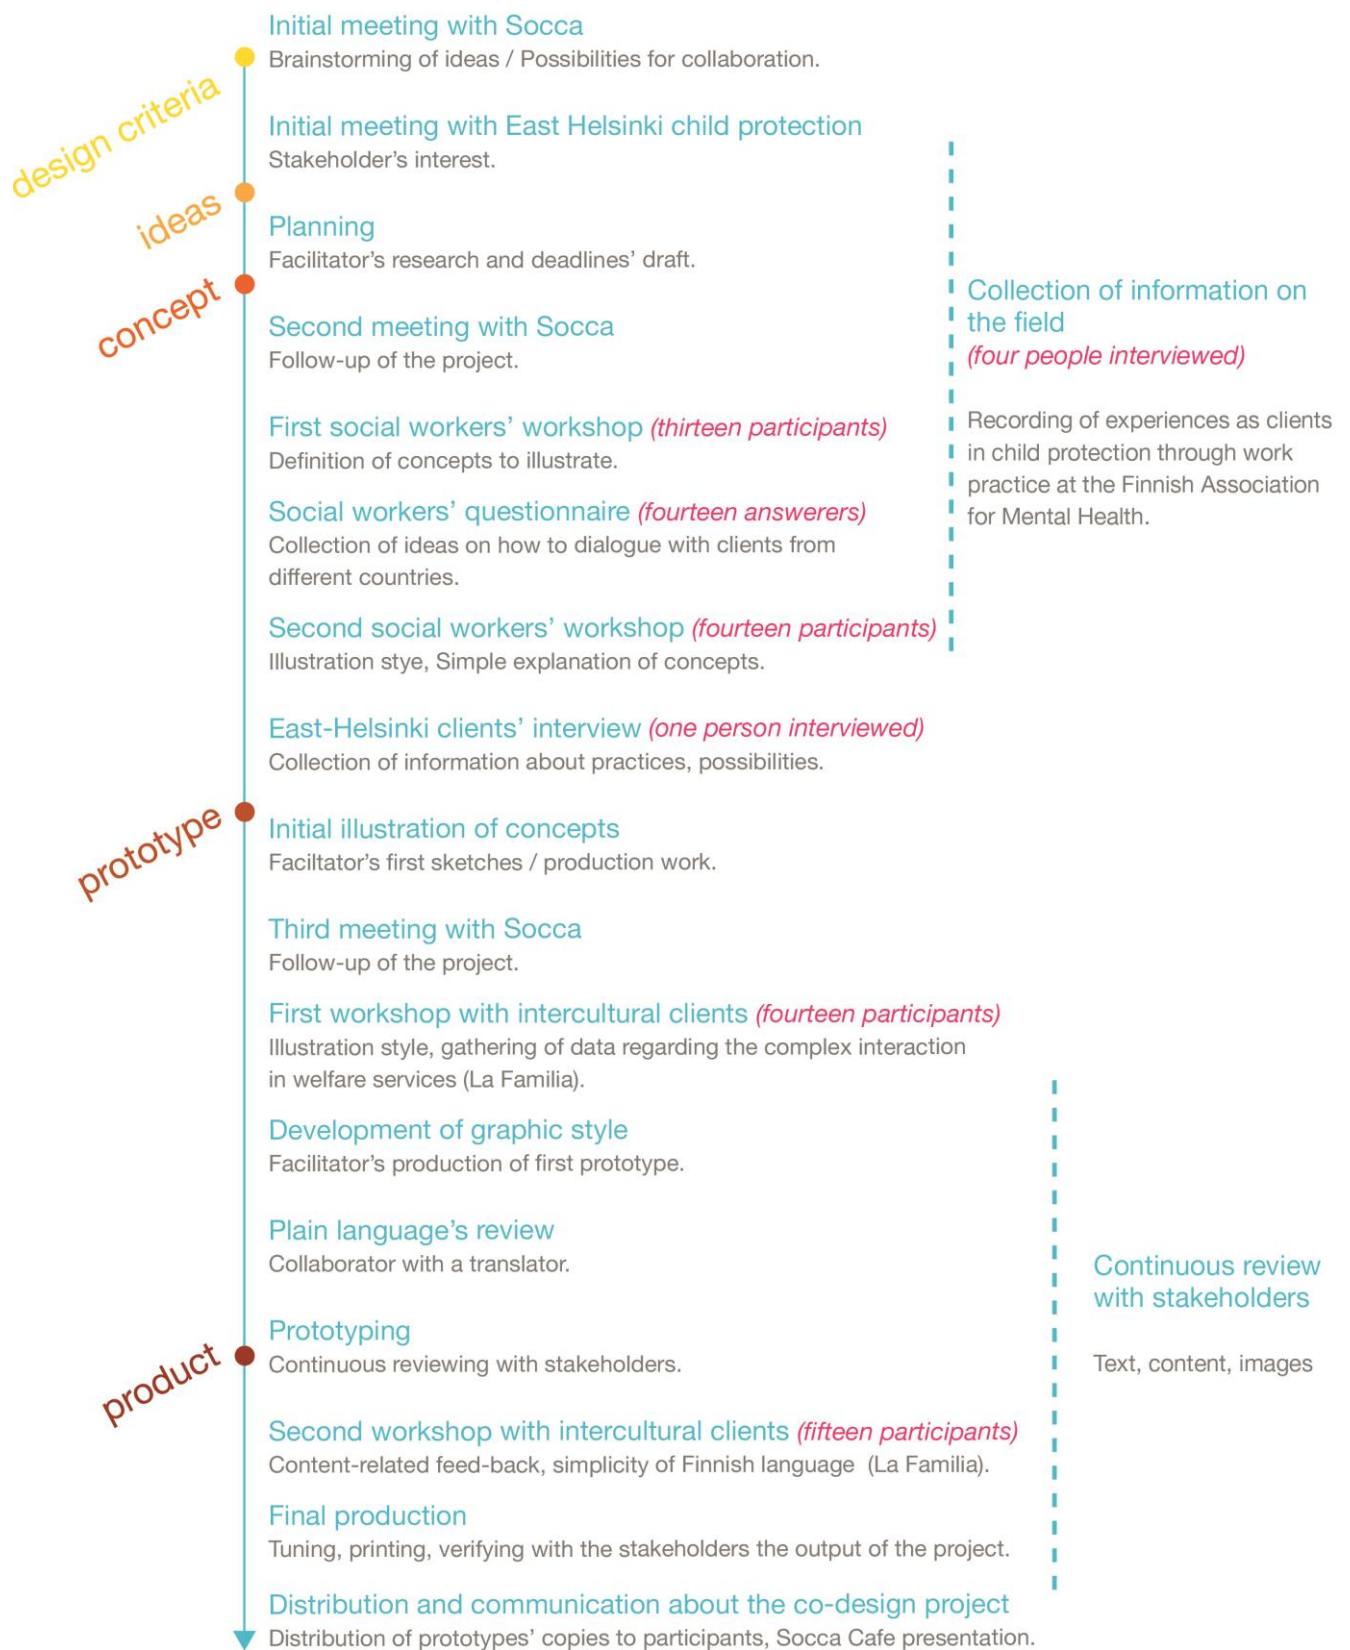 Initial meeting with Socca
Brainstorming of ideas / Possibilities for collaboration.
design criteria
Initial meeting with East Helsinki child protection
Stakeholder’s interest.
ideas
Planning
Facilitator’s research and deadlines’ draft.
concept
Second meeting with Socca
Follow-up of the project.
First social workers’ workshop (thirteen participants)
Definition of concepts to illustrate.
Social workers’ questionnaire (fourteen answerers)
Collection of ideas on how to dialogue with clients from
different countries.
Second social workers’ workshop (fourteen participants)
Illustration stye, Simple explanation of concepts.
Collection of information on
the field
(four people interviewed)
Recording of experiences as clients
in child protection through work
practice at the Finnish Association
for Mental Health.
East-Helsinki clients’ interview (one person interviewed)
Collection of information about practices, possibilities.
prototype
Initial illustration of concepts
Faciltator’s first sketches / production work.
Third meeting with Socca
Follow-up of the project.
First workshop with intercultural clients (fourteen participants)
Illustration style, gathering of data regarding the complex interaction
in welfare services (La Familia).
Development of graphic style
Facilitator’s production of first prototype.
Plain language’s review
Collaborator with a translator.
Prototyping
Continuous reviewing with stakeholders.
product
Second workshop with intercultural clients (fifteen participants)
Content-related feed-back, simplicity of Finnish language  (La Familia).
Final production
Tuning, printing, verifying with the stakeholders the output of the project.
Continuous review
with stakeholders
Text, content, images
Distribution and communication about the co-design project
Distribution of prototypes’ copies to participants, Socca Cafe presentation.